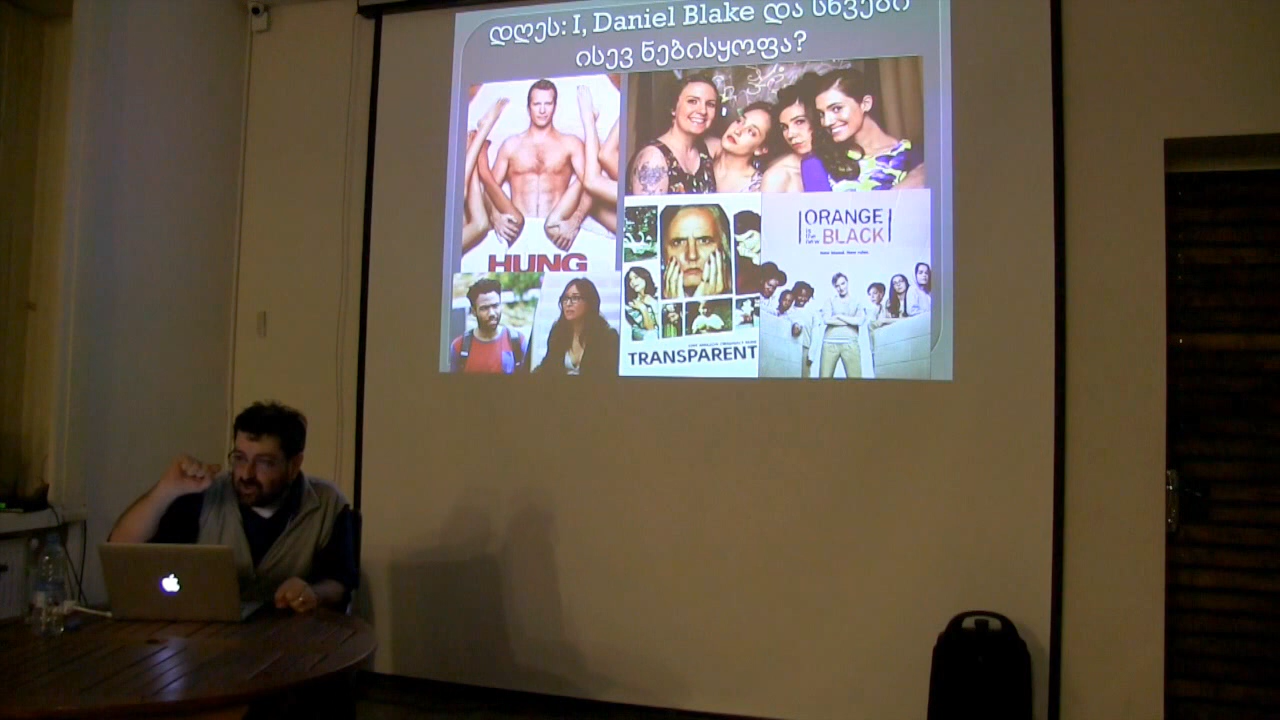 დღეს: I, Daniel Blake და სხვები
ისევ ნებისყოფა?
HUNG
TRANSPARENT
ORANGE
is the new BLACK